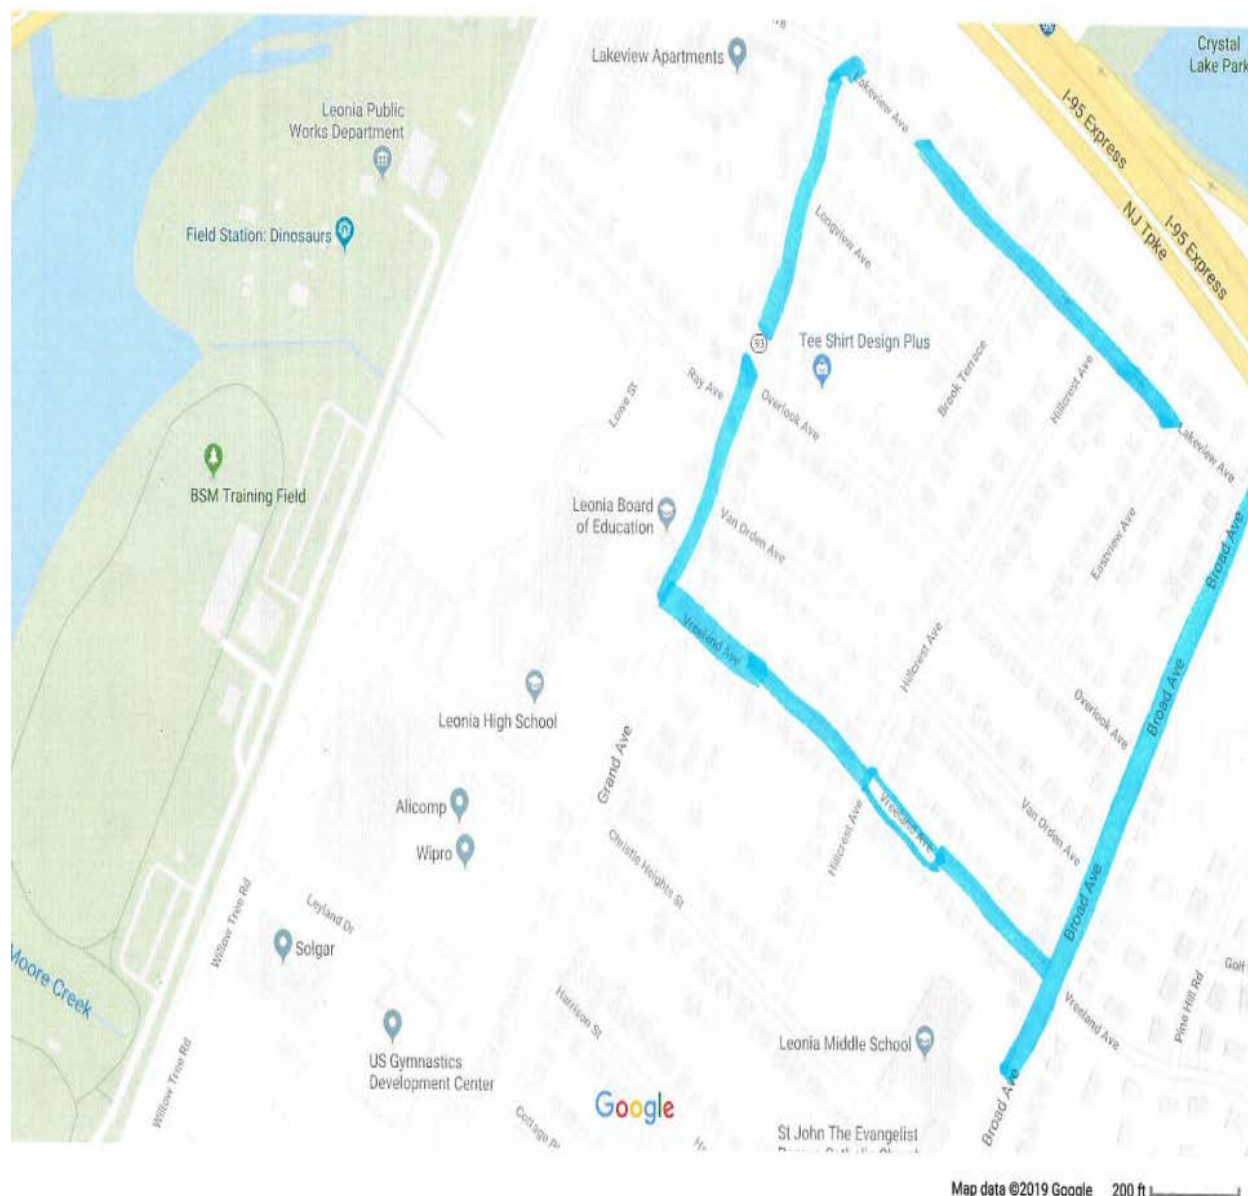 Crystal
Lake Park
95
Lakeview Apartments
Lakeview Ave
I-95 Express
Leonia Public
Works Department
NJ Tpke
I-95 Express
Field Station: Dinosaurs
Longview Ave
93
Tee Shirt Design Plus
Ray Ave
Overlook Ave
Brook Terrace
Hillcrest Ave
Lowe St
Lakeview Ave
BSM Training Field
Leonia Board
of Education
Van Orden Ave
Eastview Ave
Broad Ave
Vreeland Ave
Hillcrest Ave
Leonia High School
Overlook Ave
Broad Ave
Grand Ave
Alicomp
Vreeland Ave
Van Orden Ave
Wipro
Hillcrest Ave
Christie Heights St
Broad Ave
Leyland Dr
Willow Tree Rd
Solgar
Golf
Moore Creek
Pine Hill Rd
Harrison St
Vreeland Ave
Leonia Middle School
US Gymnastics
Development Center
Willow Tree Rd
Google
Broad Ave
Cottage
St John The Evangelist
Map data ©2019 Google 200 ft